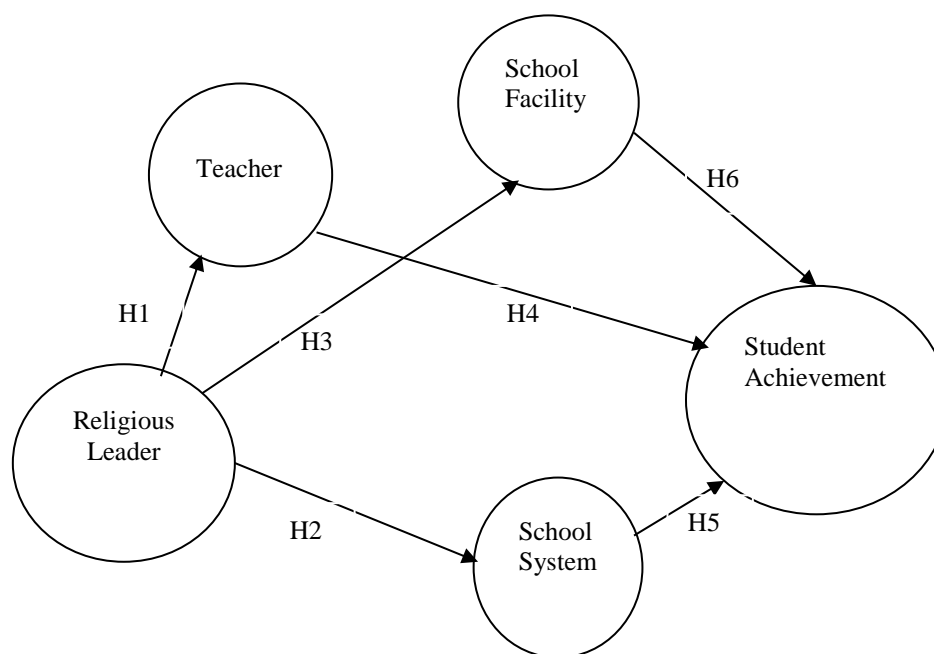 School
Facility
Teacher
H6
H1
H3
H4
Student
Achievement
Religious
Leader
H2
School
System
H5